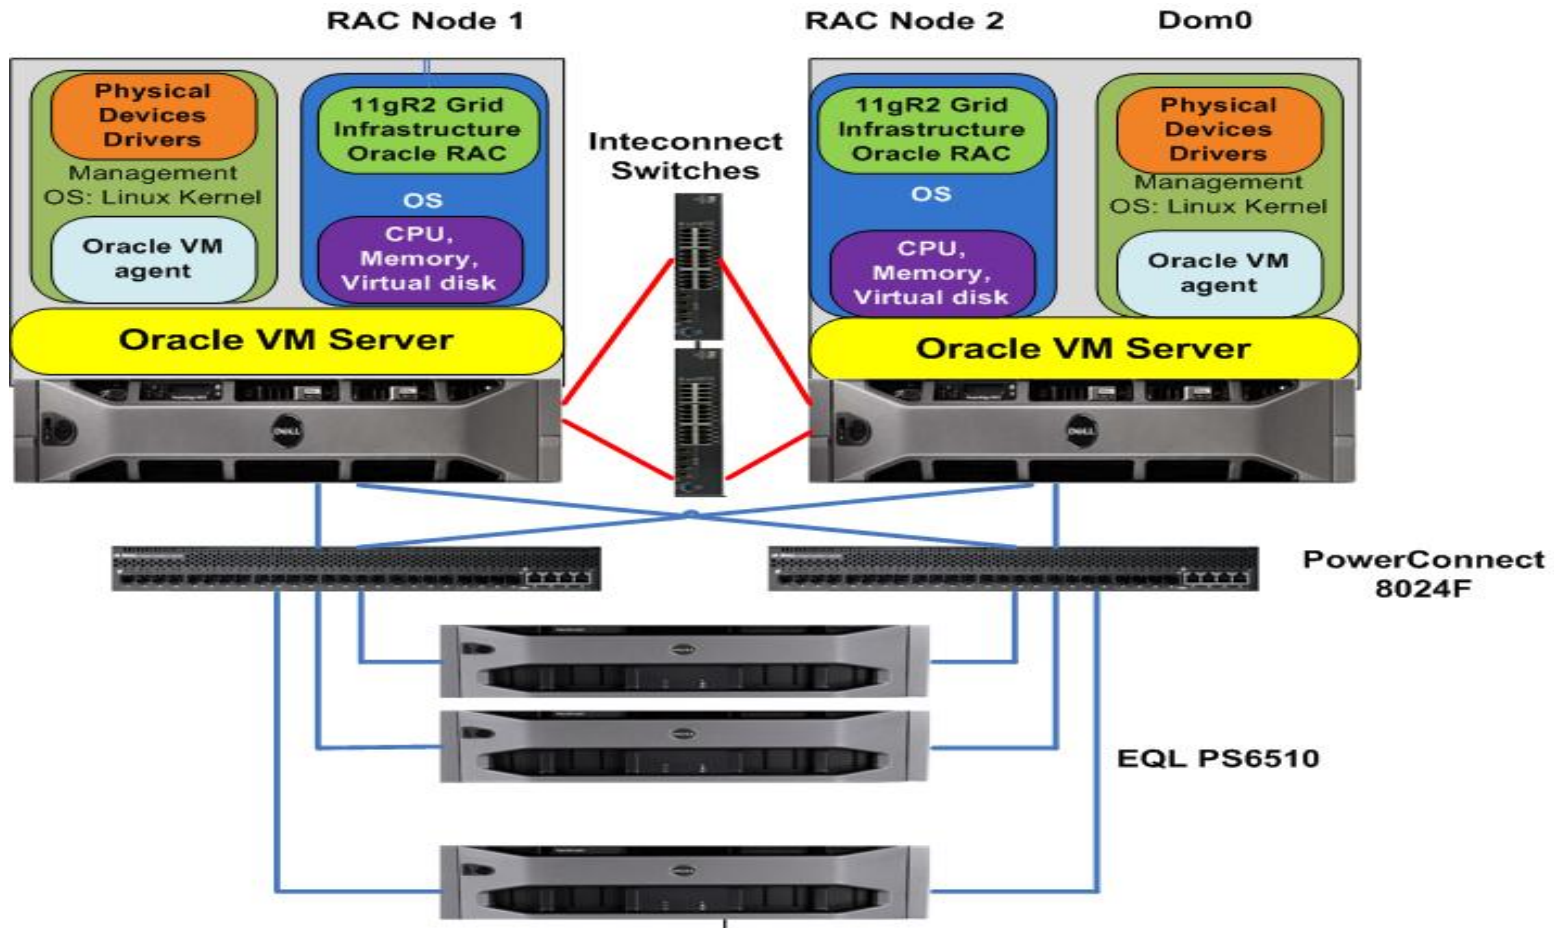 RAC Node 1
RAC Node 2
Dom0
Physical
Devices
Drivers
Management
OS: Linux Kernel
Oracle VM
agent
11gR2 Grid
Infrastructure
Oracle RAC
OS
CPU,
Memory,
Virtual disk
Oracle VM Server
Inteconnect
Switches
11gR2 Grid
Infrastructure
Oracle RAC
OS
CPU,
Memory,
Virtual disk
Physical
Devices
Drivers
Management
OS: Linux Kernel
Oracle VM
agent
Oracle VM Server
DELL
DELL
PowerConnect
8024F
EQL PS6510